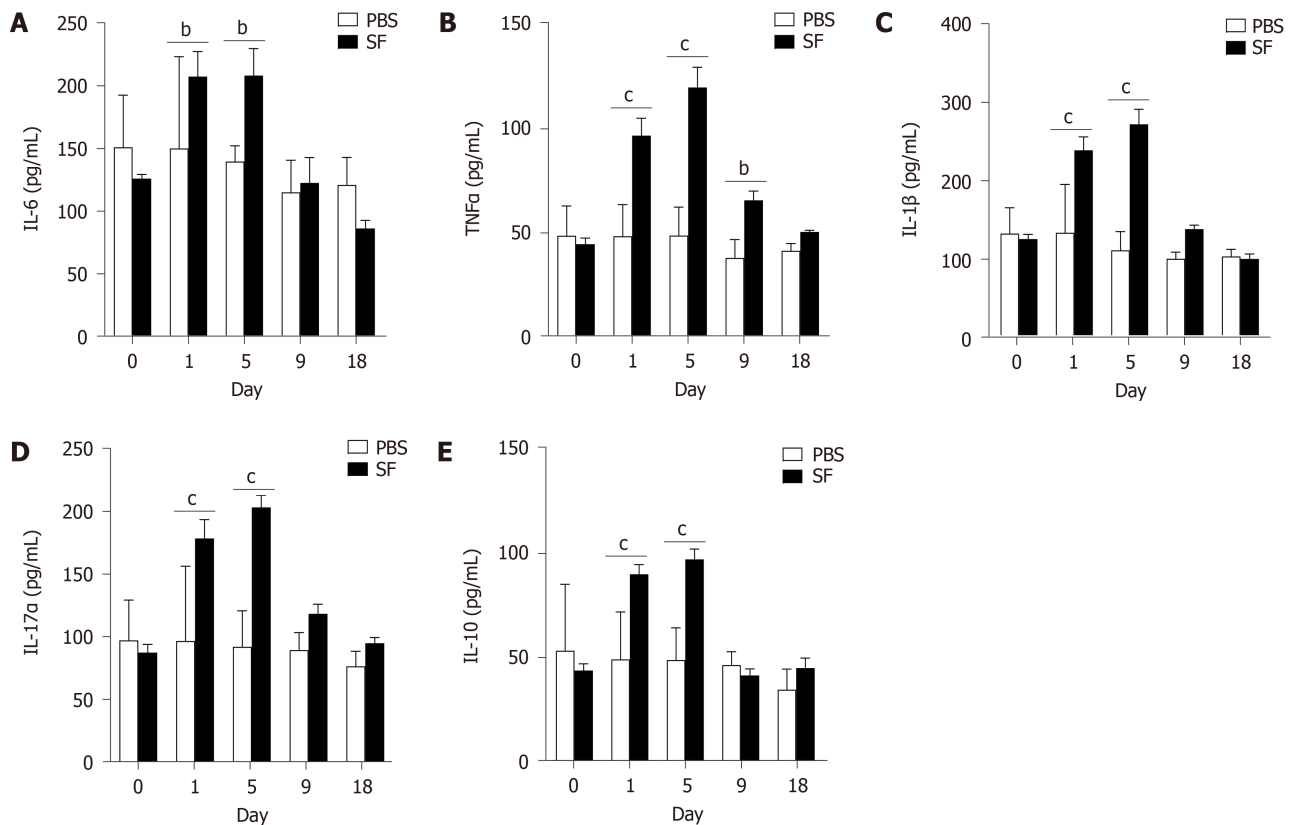 A
IL-6 (pg/mL)
250
200
150
100
50
0
b
b
PBS
SF
0 1 5 9 18
Day
B
TNFα (pg/mL)
150
100
50
0
c
c
b
PBS
SF
0 1 5 9 18
Day
C
IL-1β (pg/mL)
400
300
200
100
0
c
c
PBS
SF
0 1 5 9 18
Day
D
IL-17α (pg/mL)
250
200
150
100
50
0
c
c
PBS
SF
0 1 5 9 18
Day
E
IL-10 (pg/mL)
150
100
50
0
c
c
PBS
SF
0 1 5 9 18
Day